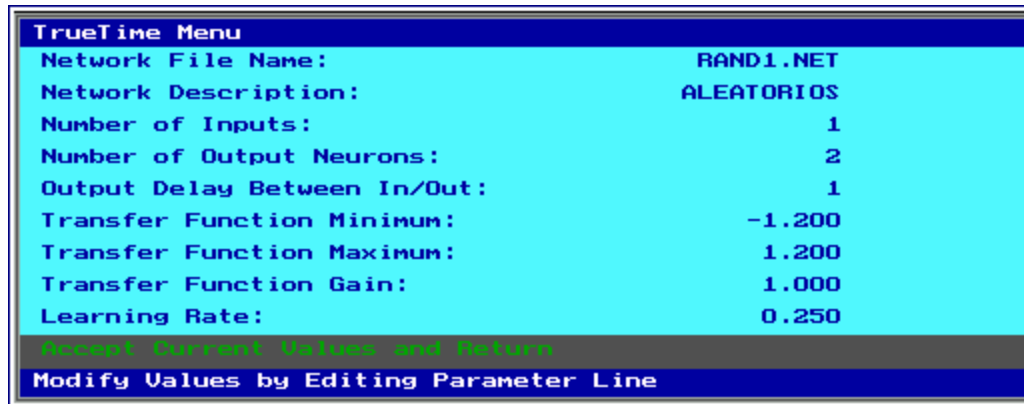 TrueTime Menu
Network File Name: RAND1.NET
Network Description: ALEATORIOS
Number of Inputs: 1
Number of Output Neurons: 2
Output Delay Between In/Out: 1
Transfer Function Minimum: -1.200
Transfer Function Maximum: 1.200
Transfer Function Gain: 1.000
Learning Rate: 0.250
Accept Current Values and Return
Modify Values by Editing Parameter Line